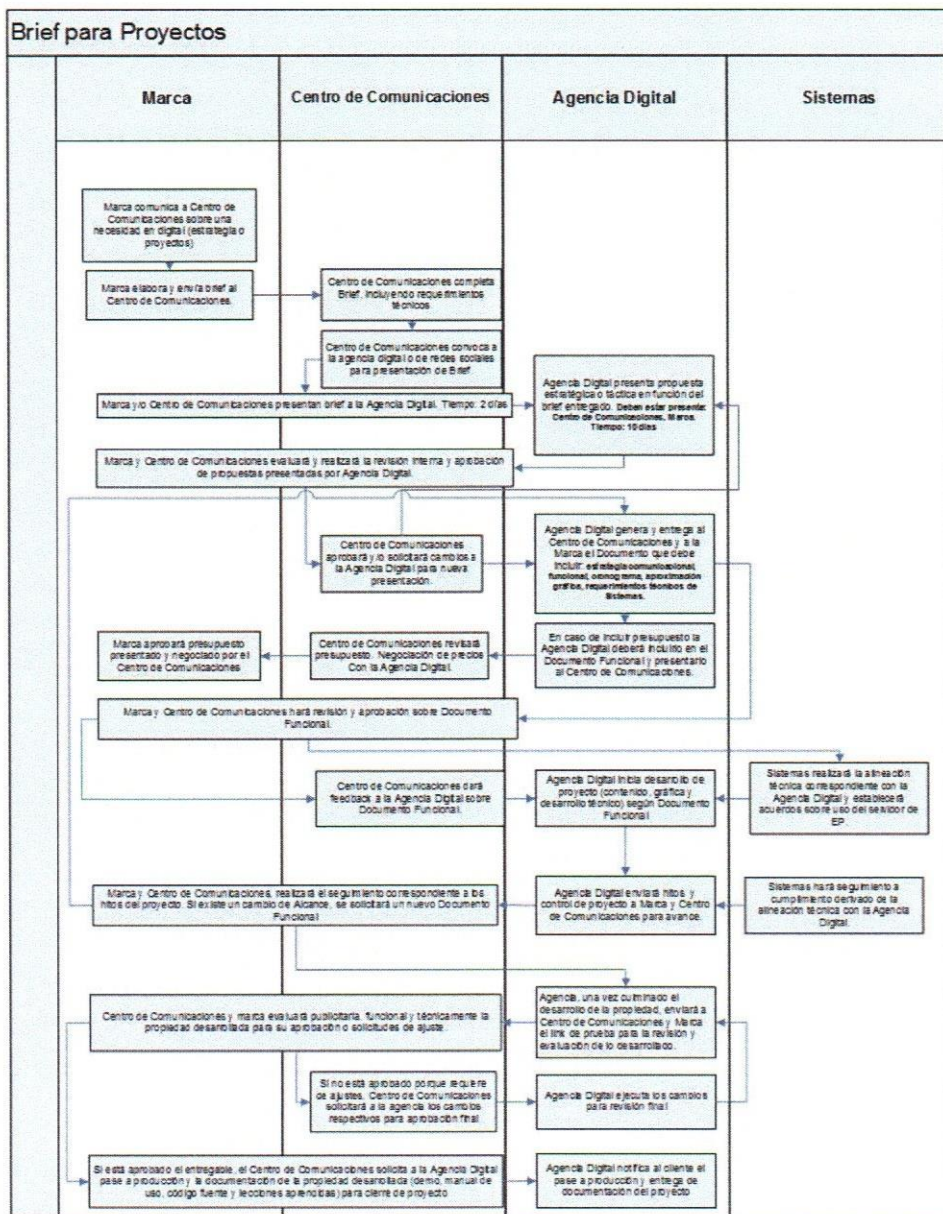 Brief para Proyectos
Marca
Centro de Comunicaciones
Agencia Digital
Sistemas
Marca comunica a Centro de
Comunicaciones sobre una
necesidad en digital (estrategia o
proyectos)
Marca elabora y envía brief al
Centro de Comunicaciones.
Centro de Comunicaciones completa
Brief, incluyendo requerimientos
técnicos
Centro de Comunicaciones convoca a
la agencia digital o de redes sociales
para presentación de Brief
Marca y/o Centro de Comunicaciones presentan brief a la Agencia Digital. Tiempo: 2 días
Agencia Digital presenta propuesta
estratégica o táctica en función del
brief entregado. Deben estar presente:
Centro de Comunicaciones, Marca.
Tiempo: 10 días
Marca y Centro de Comunicaciones evaluará y realizará la revisión interna y aprobación
de propuestas presentadas por Agencia Digital.
Centro de Comunicaciones
aprobará y/o solicitará cambios a
la Agencia Digital para nueva
presentación.
Agencia Digital genera y entrega al
Centro de Comunicaciones y a la
Marca el Documento que debe
incluir: estrategia comunicacional,
funcional, cronograma, aproximación
gráfica, requerimientos técnicos de
Sistemas.
Marca aprobará presupuesto
presentado y negociado por el
Centro de Comunicaciones
Centro de Comunicaciones revisará
presupuesto. Negociación de precios
Con la Agencia Digital.
En caso de incluir presupuesto la
Agencia Digital deberá incluirlo en el
Documento Funcional y presentarlo
al Centro de Comunicaciones.
Marca y Centro de Comunicaciones hará revisión y aprobación sobre Documento
Funcional.
Centro de Comunicaciones dará
feedback a la Agencia Digital sobre
Documento Funcional.
Agencia Digital inicia desarrollo de
proyecto (contenido, gráfica y
desarrollo técnico) según Documento
Funcional
Sistemas realizará la alineación
técnica correspondiente con la
Agencia Digital y establecerá
acuerdos sobre uso del servidor de
EP.
Marca y Centro de Comunicaciones, realizará el seguimiento correspondiente a los
hitos del proyecto. Si existe un cambio de Alcance, se solicitará un nuevo Documento
Funcional
Agencia Digital enviará hitos y
control de proyecto a Marca y Centro
de Comunicaciones para avance.
Sistemas hará seguimiento a
cumplimiento derivado de la
alineación técnica con la Agencia
Digital.
Centro de Comunicaciones y marca evaluará publicitaria, funcional y técnicamente la
propiedad desarrollada para su aprobación o solicitudes de ajuste.
Agencia, una vez culminado el
desarrollo de la propiedad, enviará a
Centro de Comunicaciones y Marca
el link de prueba para la revisión y
evaluación de lo desarrollado.
Si no está aprobado porque requiere
de ajustes, Centro de Comunicaciones
solicitará a la agencia los cambios
respectivos para aprobación final
Agencia Digital ejecuta los cambios
para revisión final
Si está aprobado el entregable, el Centro de Comunicaciones solicita a la Agencia Digital
pase a producción y la documentación de la propiedad desarrollada (demo, manual de
uso, código fuente y lecciones aprendidas) para cierre de proyecto
Agencia Digital notifica al cliente el
pase a producción y entrega de
documentación del proyecto